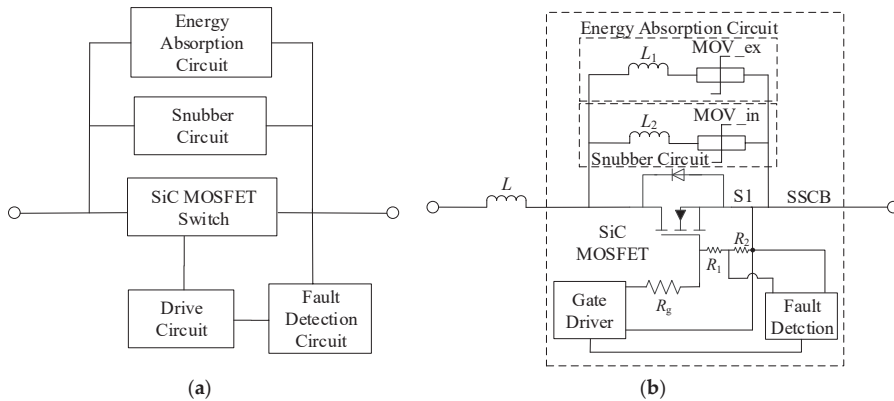 Energy
Absorption
Circuit
Snubber
Circuit
SiC MOSFET
Switch
Drive
Circuit
Fault
Detection
Circuit
(a)
Energy Absorption Circuit
L1
MOV_ex
L2
MOV_in
Snubber Circuit
L
S1
SSCB
SiC
MOSFET
R1
R2
Gate
Driver
Rg
Fault
Detction
(b)